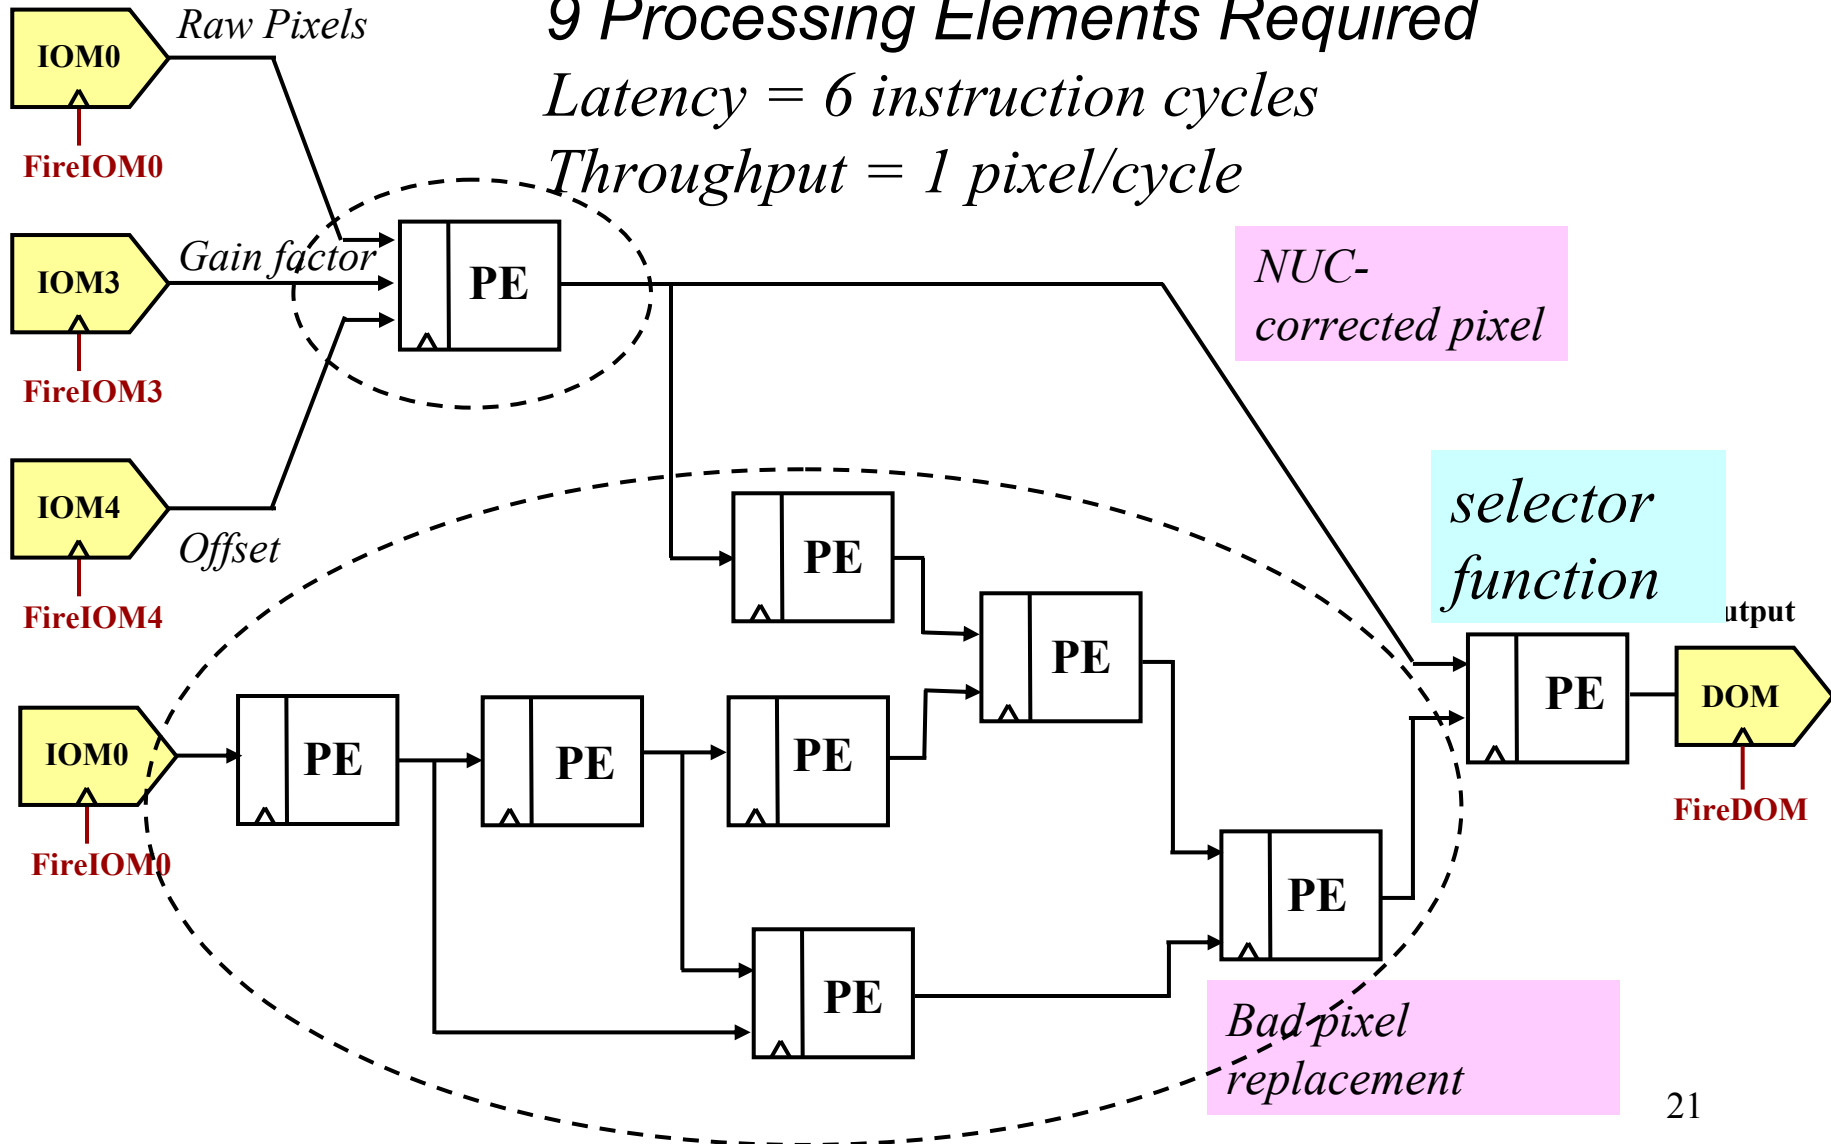 9 Processing Elements Required
Latency = 6 instruction cycles
Throughput = 1 pixel/cycle
IOM0
Raw Pixels
FireIOM0
IOM3
Gain factor
FireIOM3
IOM4
Offset
FireIOM4
PE
NUC-
corrected pixel
selector
function
utput
PE
PE
PE
DOM
FireDOM
IOM0
FireIOM0
PE
PE
PE
PE
PE
Bad pixel
replacement
21